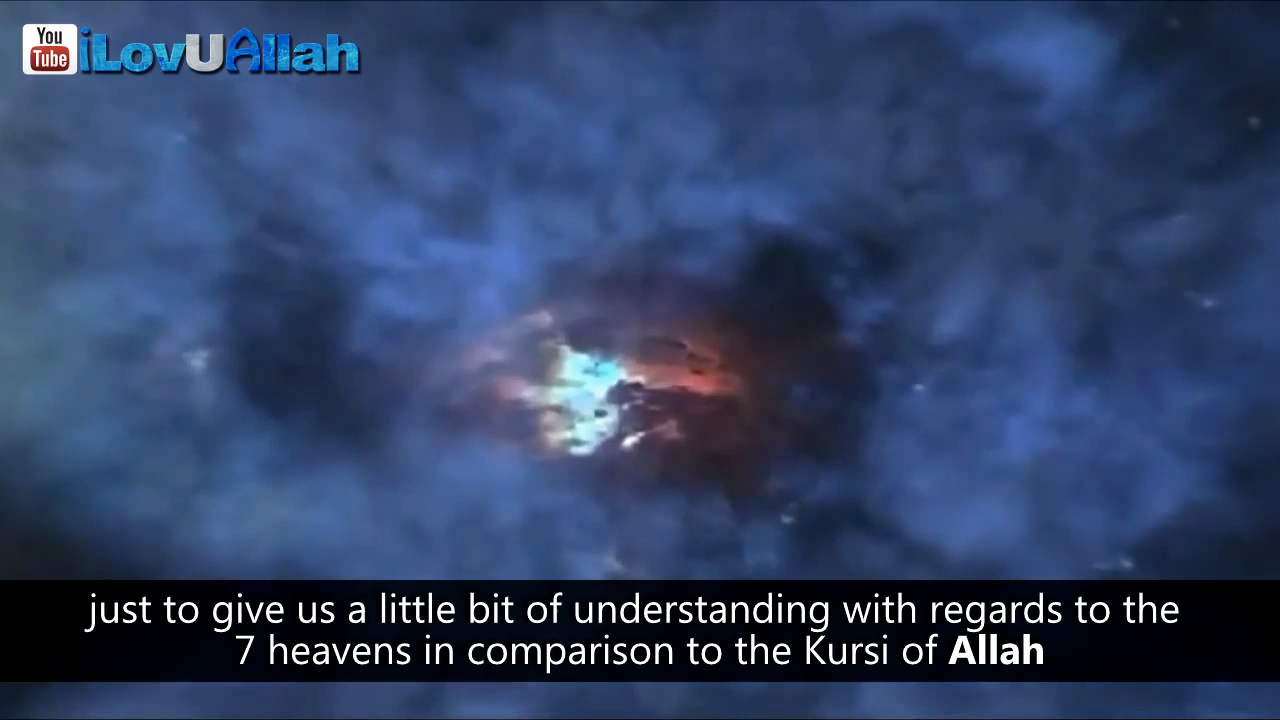 You
Tube
iLovUAllah
just to give us a little bit of understanding with regards to the
7 heavens in comparison to the Kursi of Allah